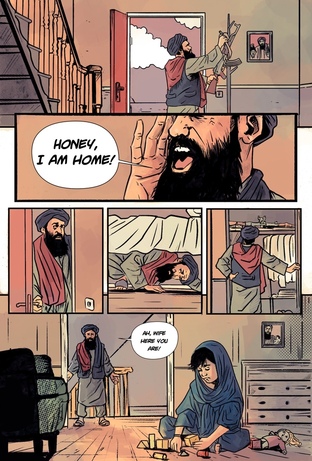 HONEY,
I AM HOME!
AH, WIFE
HERE YOU
ARE!